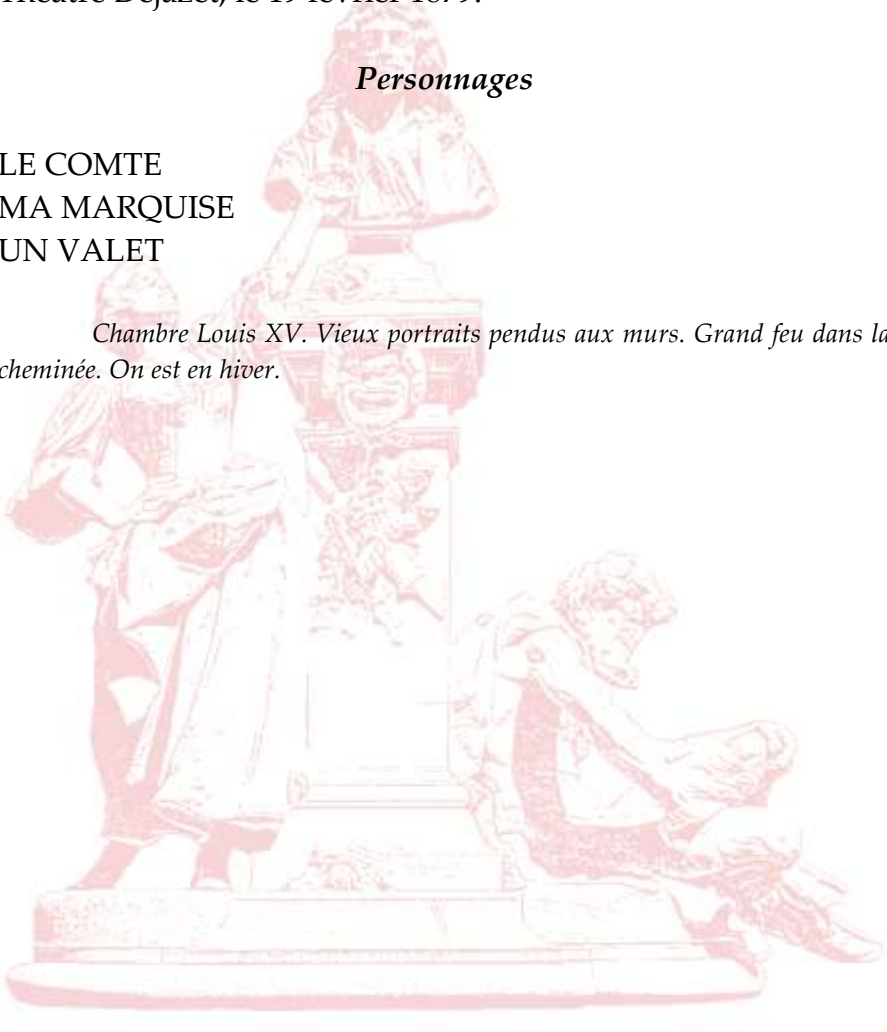 Théâtre Déjazet, le 19 février 1879.
Personnages
LE COMTE
MA MARQUISE
UN VALET
Chambre Louis XV. Vieux portraits pendus aux murs. Grand feu dans la
cheminée. On est en hiver.